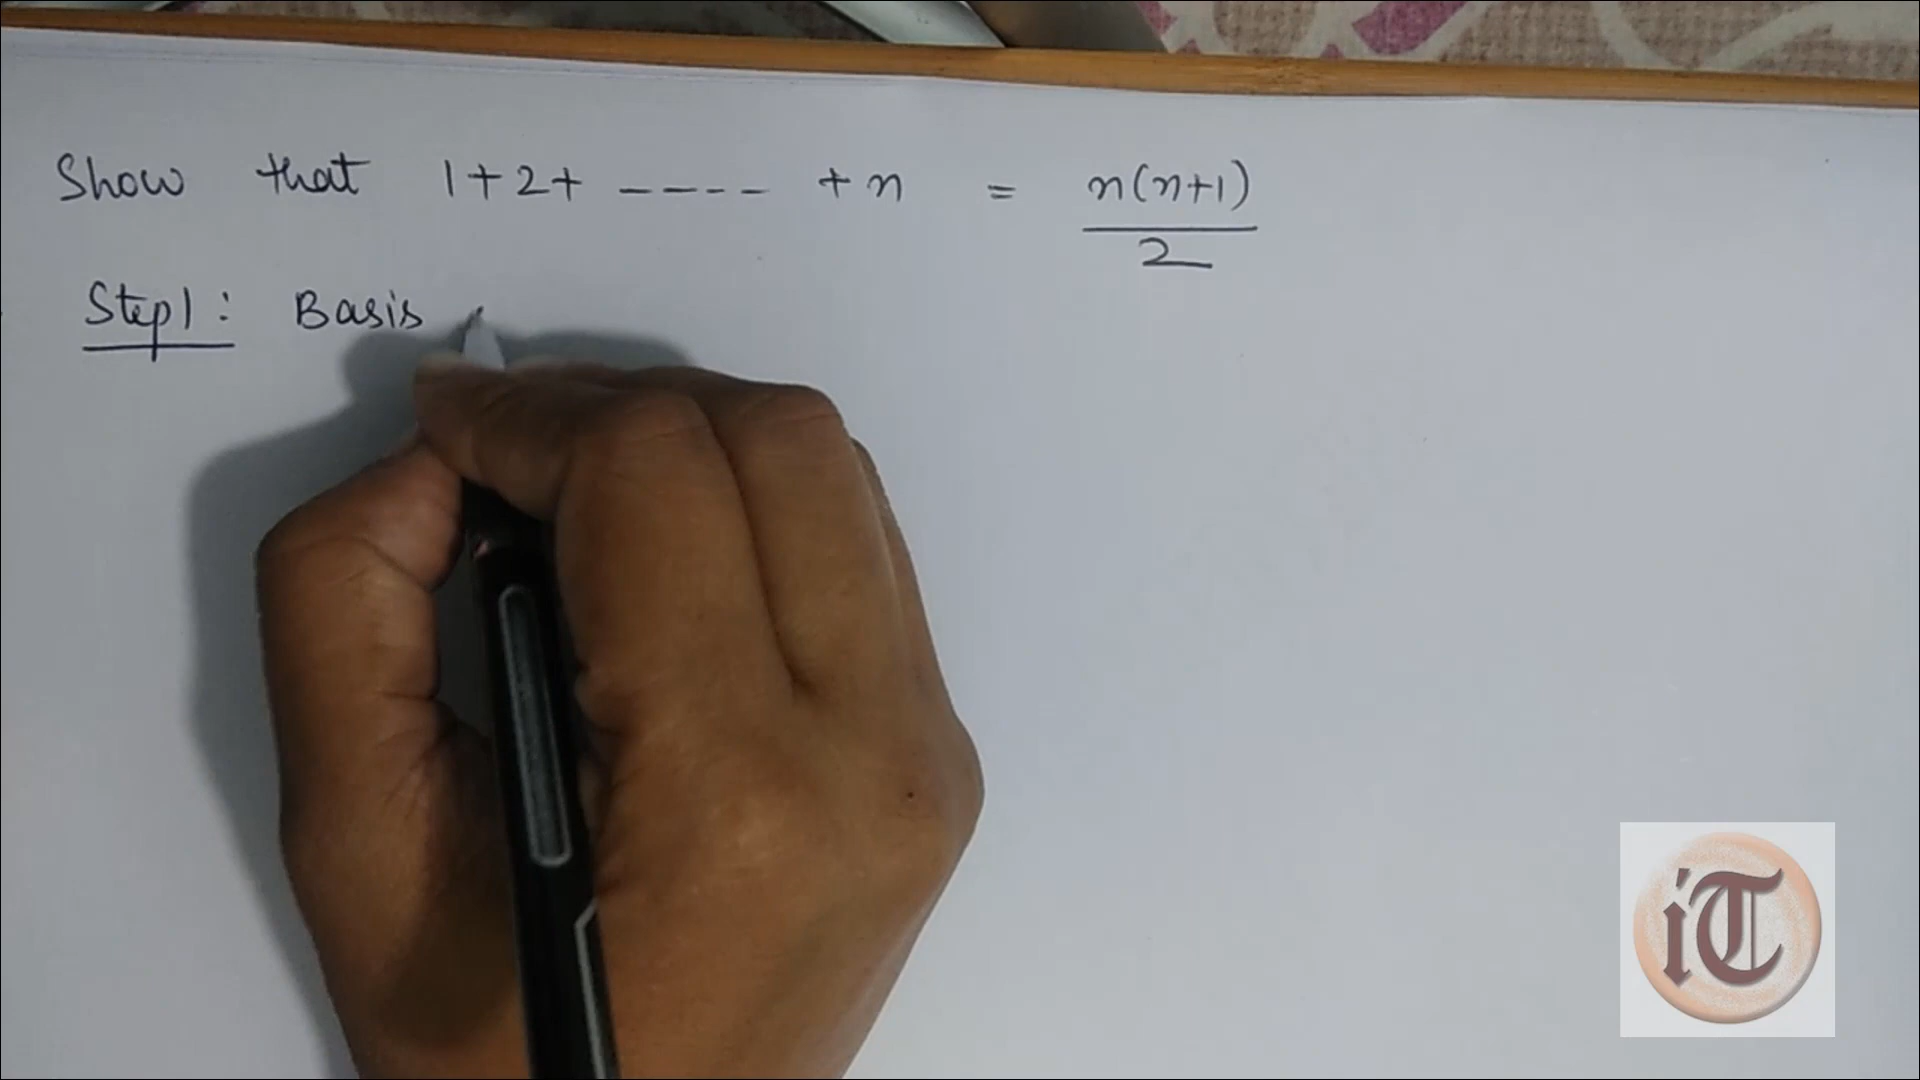 Show that 1+2+ ---- +n = n(n+1)/2
Step1: Basis
iT